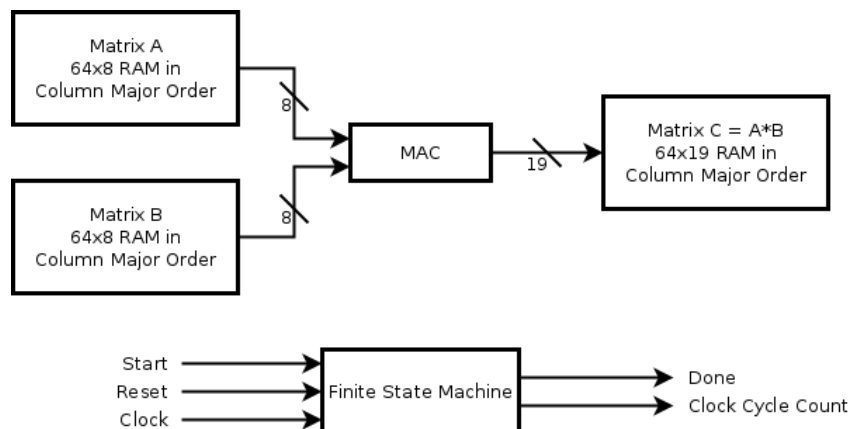 Matrix A
64x8 RAM in
Column Major Order
8
MAC
19
Matrix C = A*B
64x19 RAM in
Column Major Order
Matrix B
64x8 RAM in
Column Major Order
8
Start
Reset
Clock
Finite State Machine
Done
Clock Cycle Count